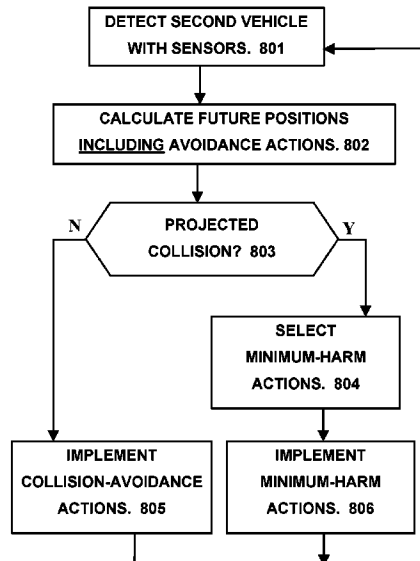 DETECT SECOND VEHICLE
WITH SENSORS. 801
CALCULATE FUTURE POSITIONS
INCLUDING AVOIDANCE ACTIONS. 802
N
PROJECTED
COLLISION? 803
Y
SELECT
MINIMUM-HARM
ACTIONS. 804
IMPLEMENT
COLLISION-AVOIDANCE
ACTIONS. 805
IMPLEMENT
MINIMUM-HARM
ACTIONS. 806